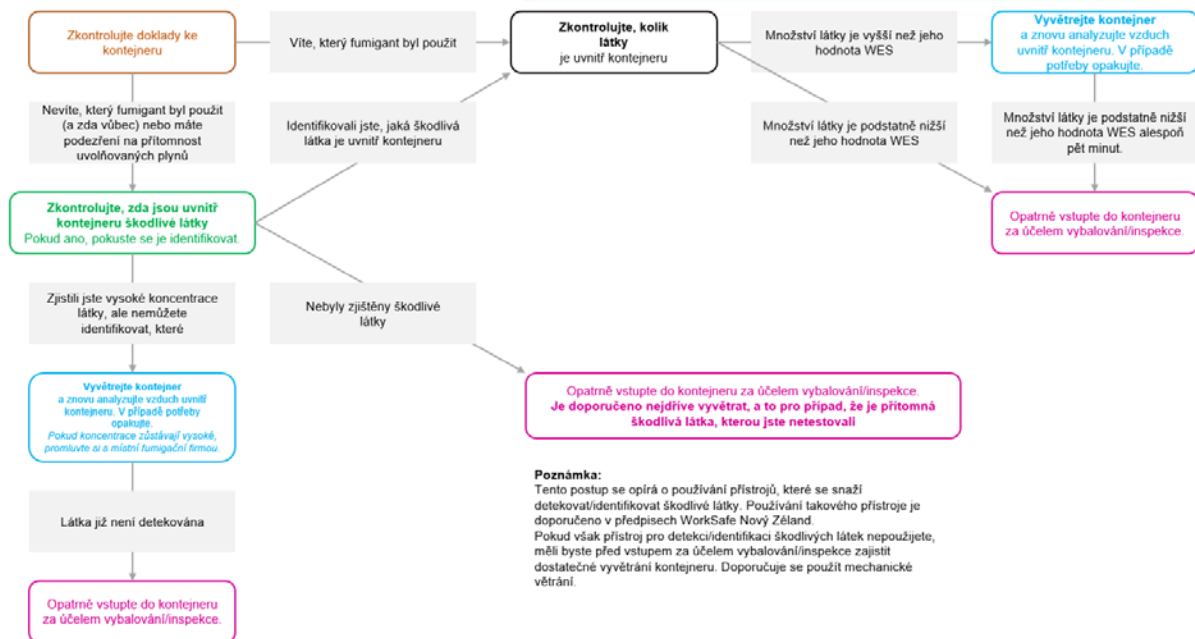 Zkontrolujte doklady ke
kontejneru
Víte, který fumigant byl použit
Zkontrolujte, kolik
látky
je uvnitř kontejneru
Množství látky je vyšší než jeho
hodnota WES
Vyvětrejte kontejner
a znovu analyzujte vzduch
uvnitř kontejneru. V případě
potřeby opakujte.
Nevíte, který fumigant byl použit
(a zda vůbec) nebo máte
podezření na přítomnost
uvolňovaných plynů
Identifikovali jste, jaká škodlivá
látka je uvnitř kontejneru
Množství látky je podstatně nižší
než jeho hodnota WES
Množství látky je podstatně nižší
než jeho hodnota WES alespoň
pět minut.
Zkontrolujte, zda jsou uvnitř
kontejneru škodlivé látky
Pokud ano, pokuste se je identifikovat.
Opatrně vstupte do kontejneru
za účelem vybalování/inspekce.
Zjistili jste vysoké koncentrace
látky, ale nemůžete
identifikovat, které
Nebyly zjištěny škodlivé
látky
Vyvětrejte kontejner
a znovu analyzujte vzduch uvnitř
kontejneru. V případě potřeby
opakujte.
Pokud koncentrace zůstávají vysoké,
promluvte si s místní fumigační firmou.
Opatrně vstupte do kontejneru za účelem vybalování/inspekce.
Je doporučeno nejdříve vyvětrat, a to pro případ, že je přítomná
škodlivá látka, kterou jste netestovali
Poznámka:
Tento postup se opírá o používání přístrojů, které se snaží
detekovat/identifikovat škodlivé látky. Používání takového přístroje je
doporučeno v předpisech WorkSafe Nový Zéland.
Pokud však přístroj pro detekci/identifikaci škodlivých látek nepoužijete,
měli byste před vstupem za účelem vybalování/inspekce zajistit
dostatečné vyvětrání kontejneru. Doporučuje se použít mechanické
větrání.
Látka již není detekována
Opatrně vstupte do kontejneru
za účelem vybalování/inspekce.